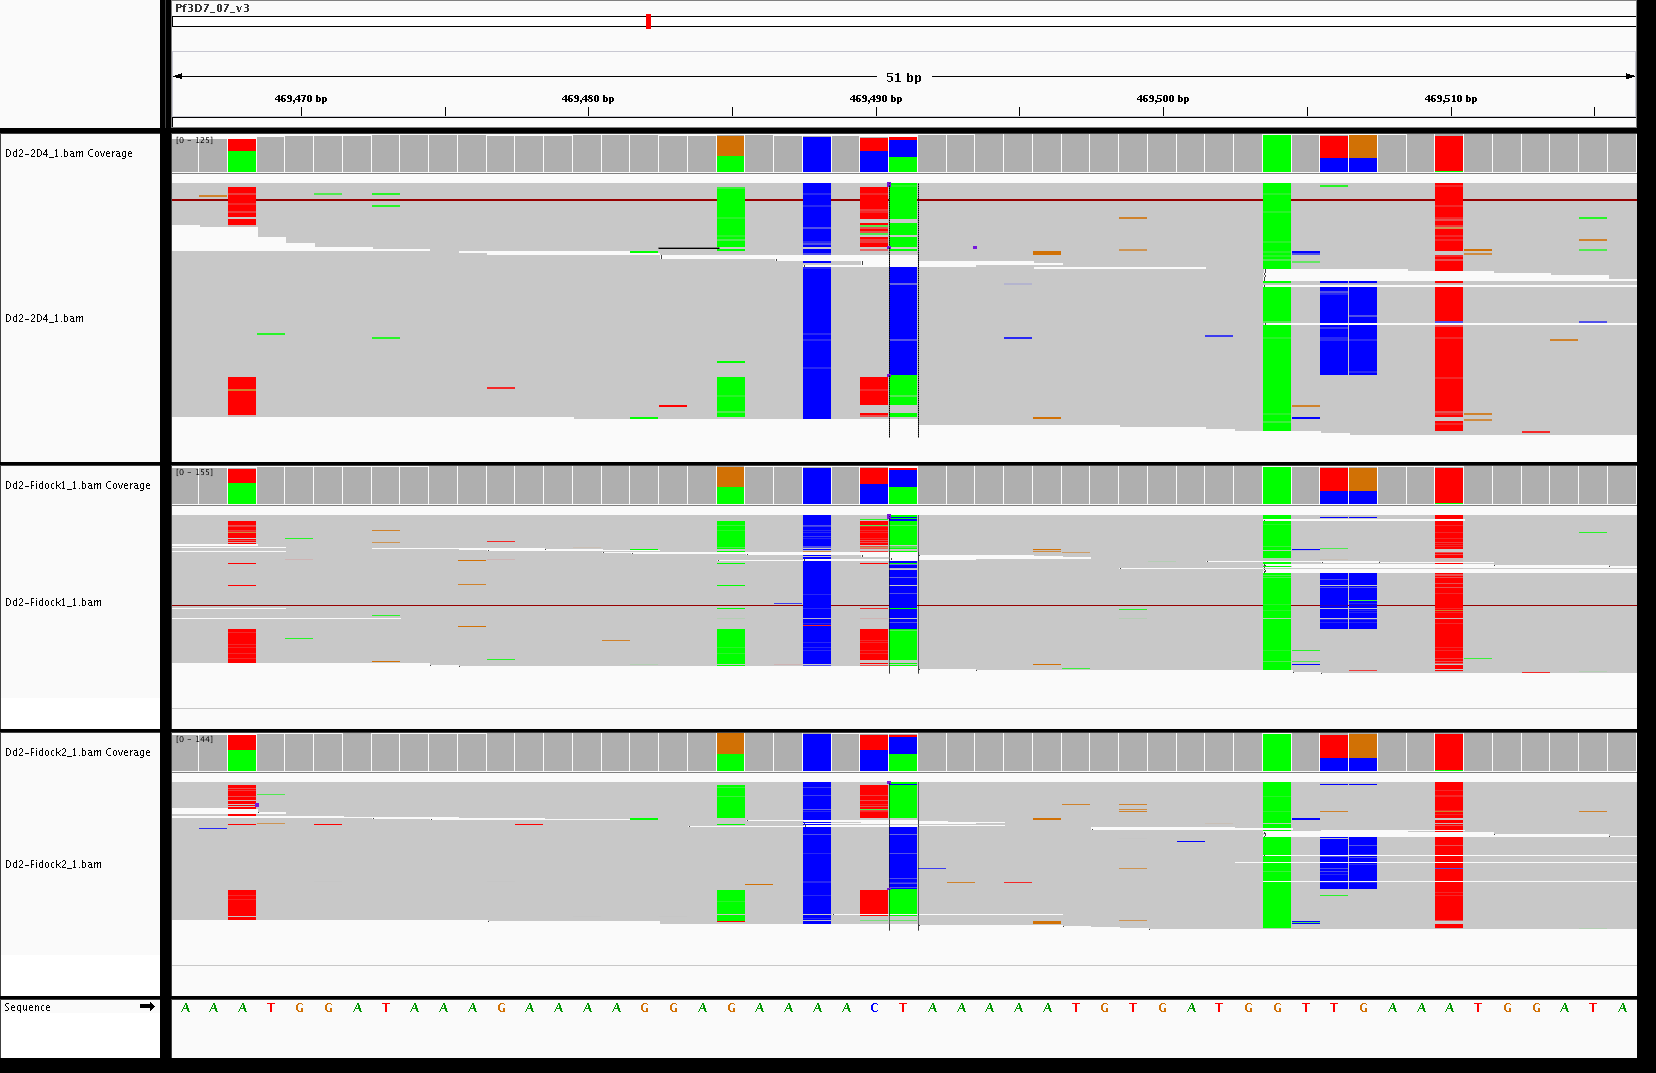 Pf3D7_07_v3
51 bp
469,470 bp 469,480 bp 469,490 bp 469,500 bp 469,510 bp
[0 - 125]
Dd2-2D4_1.bam Coverage
Dd2-2D4_1.bam
[0 - 155]
Dd2-Fidock1_1.bam Coverage
Dd2-Fidock1_1.bam
[0 - 144]
Dd2-Fidock2_1.bam Coverage
Dd2-Fidock2_1.bam
Sequence A A A T G G A T A A A G A A A A G G A G A A A A C T A A A A A T G T G A T G G T T G A A A T G G A T A